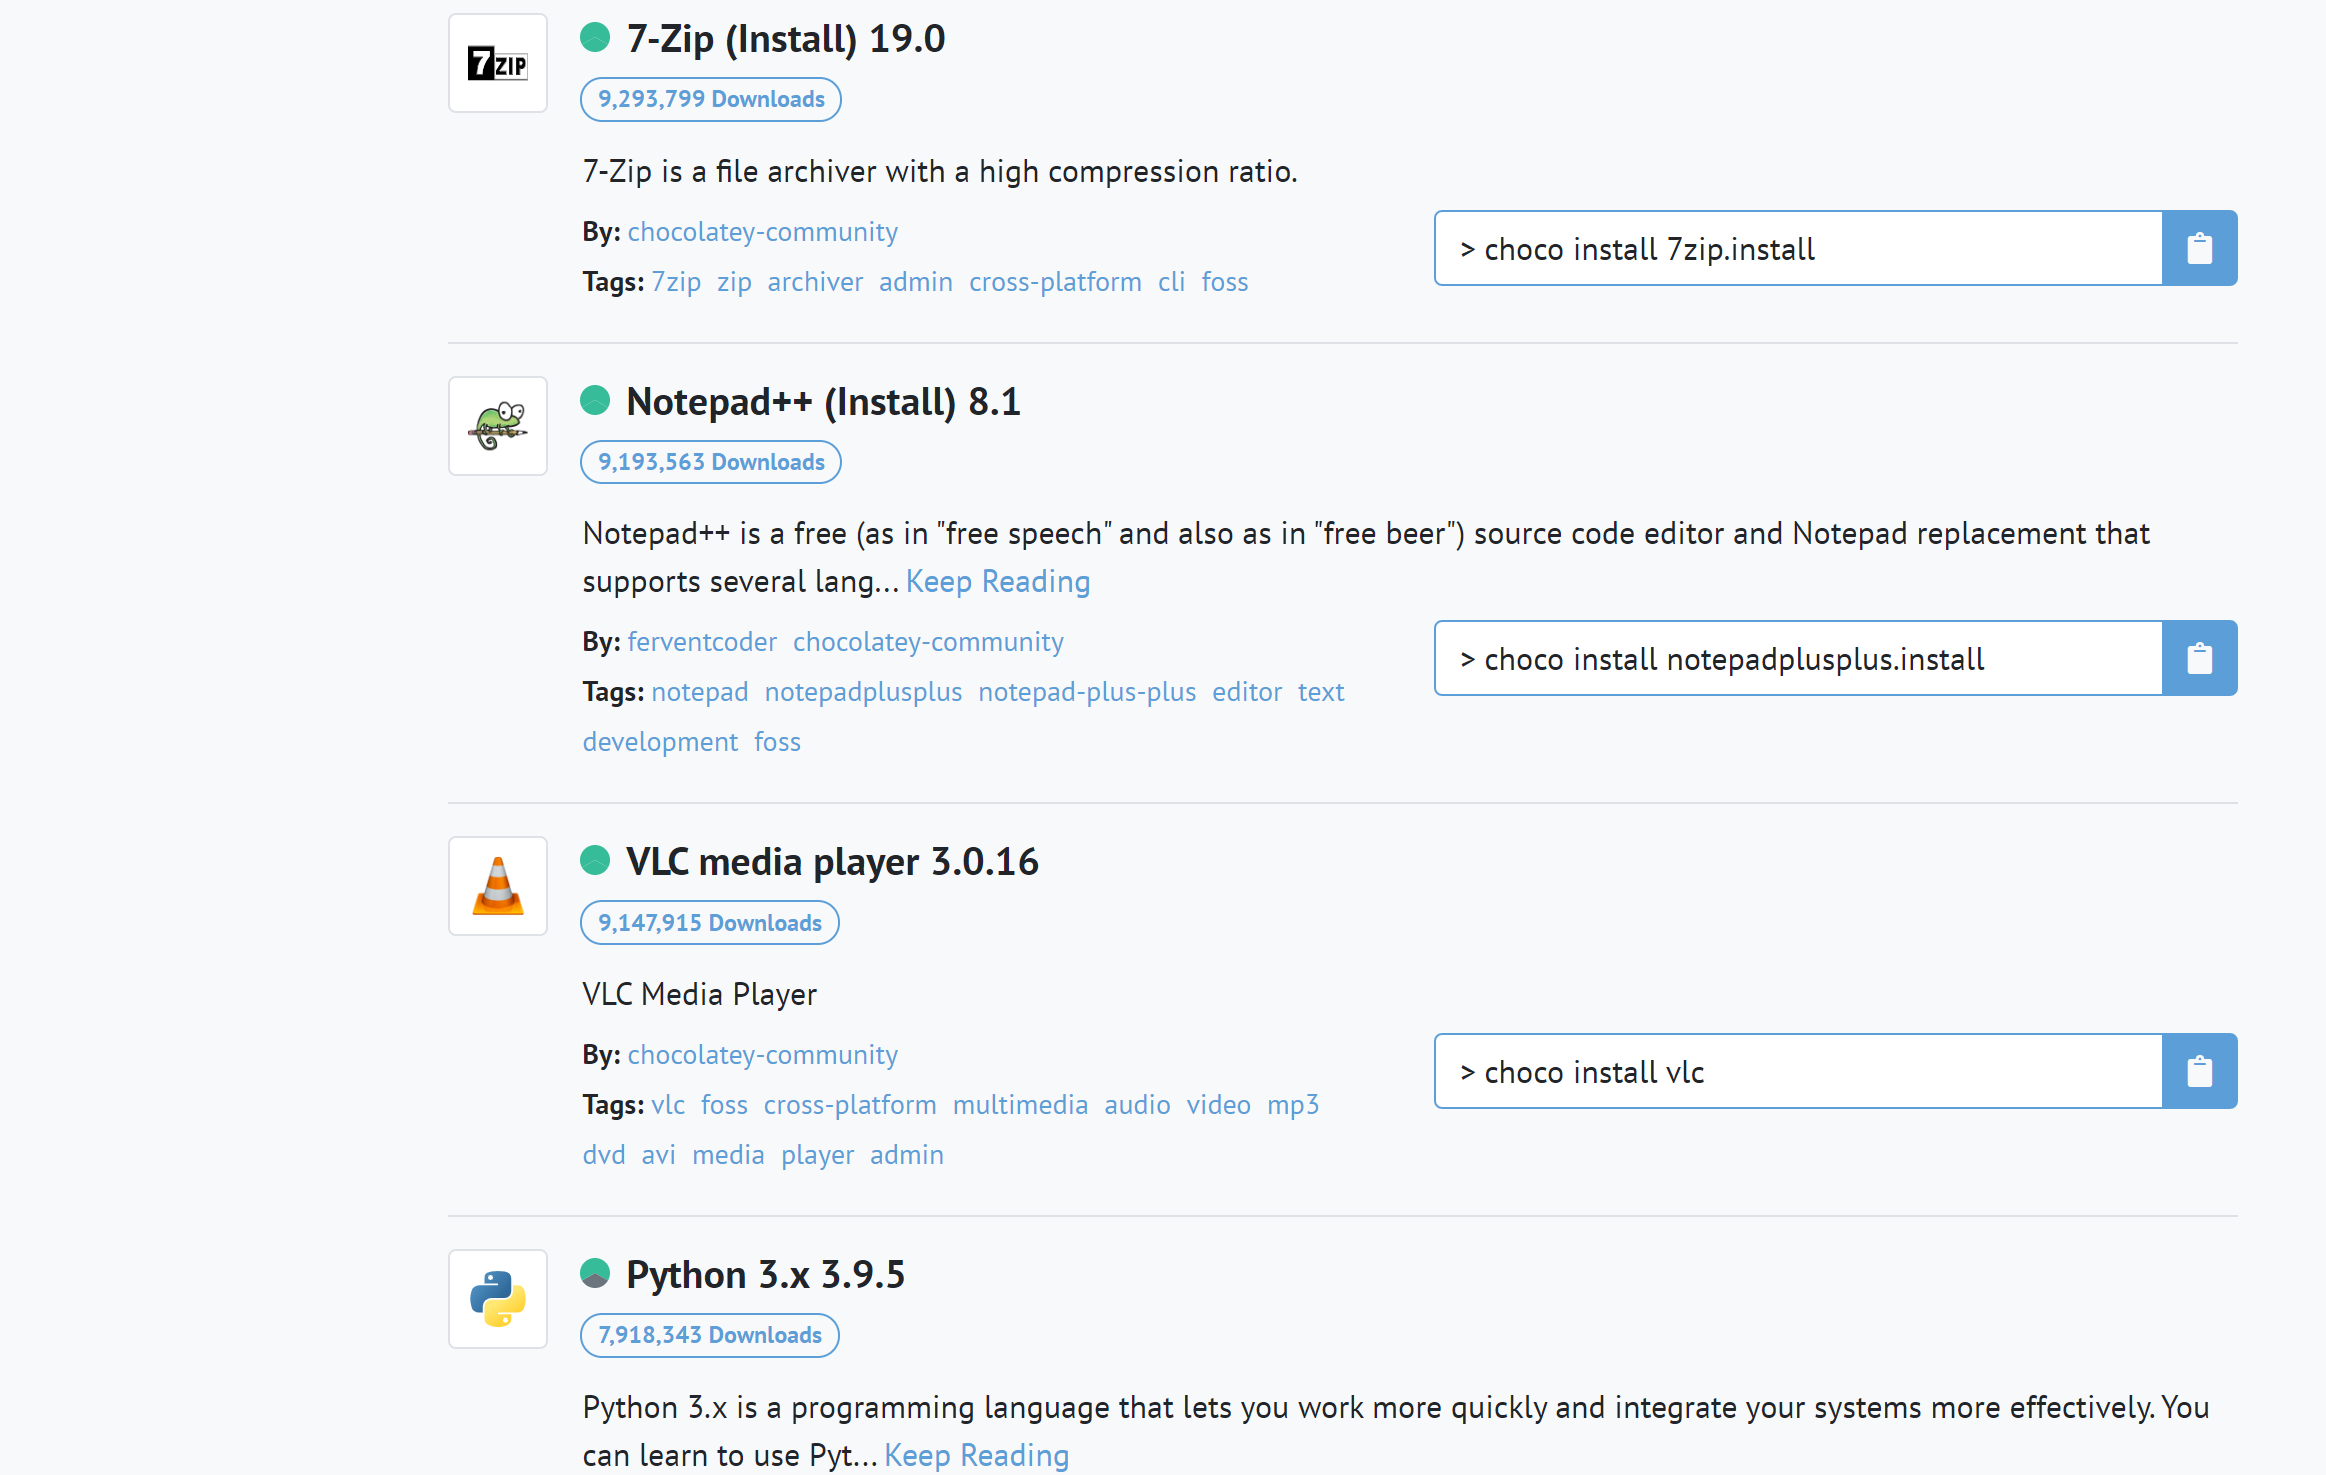 7ZIP
7-Zip (Install) 19.0
9,293,799 Downloads
7-Zip is a file archiver with a high compression ratio.
By: chocolatey-community
> choco install 7zip.install
Tags: 7zip zip archiver admin cross-platform cli foss
Notepad++ (Install) 8.1
9,193,563 Downloads
Notepad++ is a free (as in "free speech" and also as in "free beer") source code editor and Notepad replacement that
supports several lang... Keep Reading
By: ferventcoder chocolatey-community
> choco install notepadplusplus.install
Tags: notepad notepadplusplus notepad-plus-plus editor text
development foss
VLC media player 3.0.16
9,147,915 Downloads
VLC Media Player
By: chocolatey-community
> choco install vlc
Tags: vlc foss cross-platform multimedia audio video mp3
dvd avi media player admin
Python 3.x 3.9.5
7,918,343 Downloads
Python 3.x is a programming language that lets you work more quickly and integrate your systems more effectively. You
can learn to use Pyt... Keep Reading